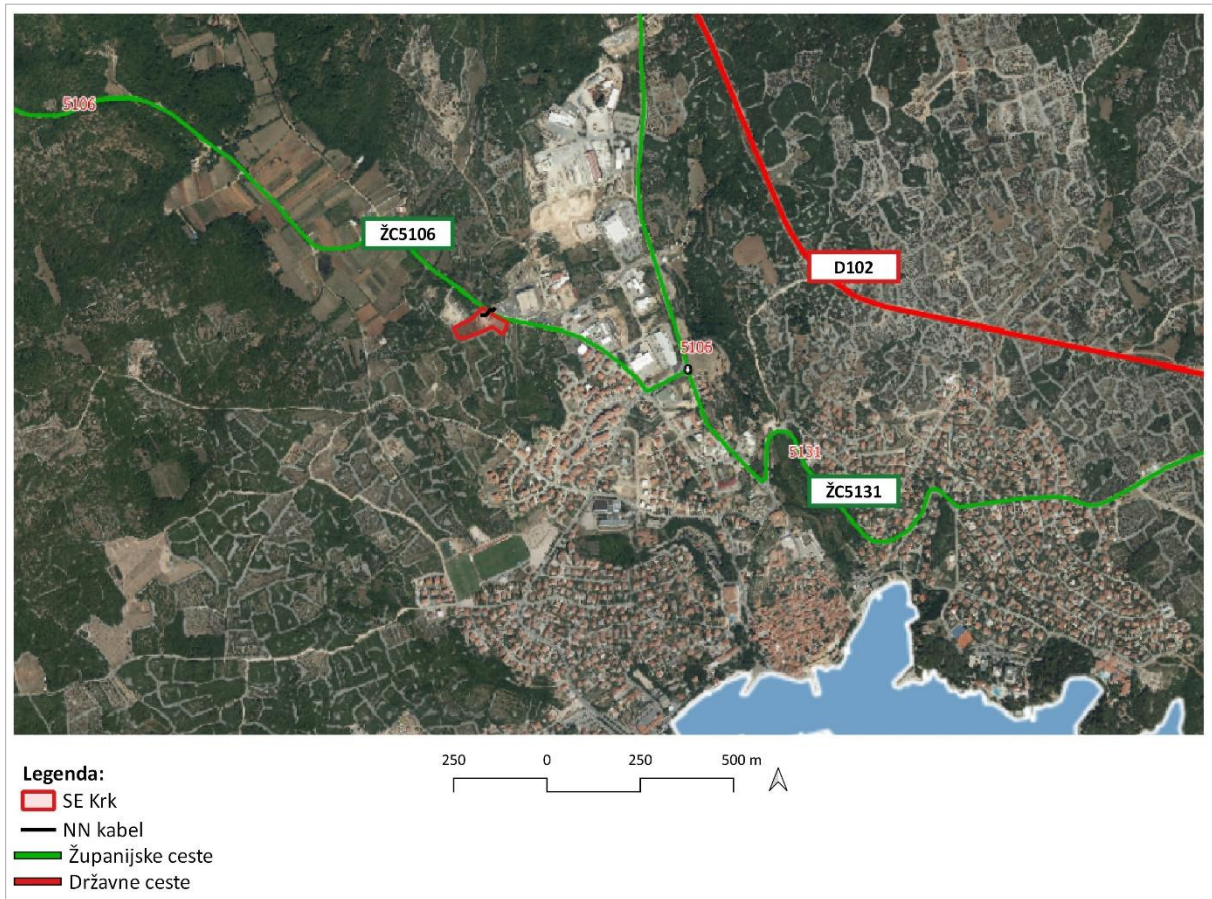 5106
ŽC5106
D102
5106
5131
ŽC5131
250 0 250 500 m
Legenda:
SE Krk
NN kabel
Županijske ceste
Državne ceste